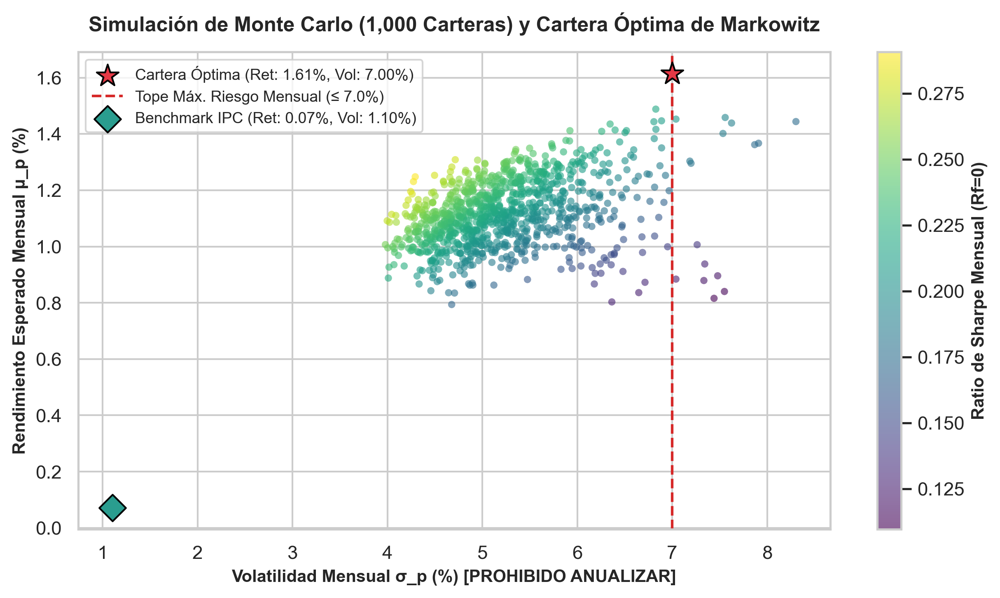 Simulación de Monte Carlo (1,000 Carteras) y Cartera Óptima de Markowitz
Cartera Óptima (Ret: 1.61%, Vol: 7.00%)
Tope Máx. Riesgo Mensual (≤ 7.0%)
Benchmark IPC (Ret: 0.07%, Vol: 1.10%)
Rendimiento Esperado Mensual μ_p (%)
1.6
1.4
1.2
1.0
0.8
0.6
0.4
0.2
0.0
1 2 3 4 5 6 7 8
Volatilidad Mensual σ_p (%) [PROHIBIDO ANUALIZAR]
0.275
0.250
0.225
0.200
0.175
0.150
0.125
Ratio de Sharpe Mensual (Rf=0)